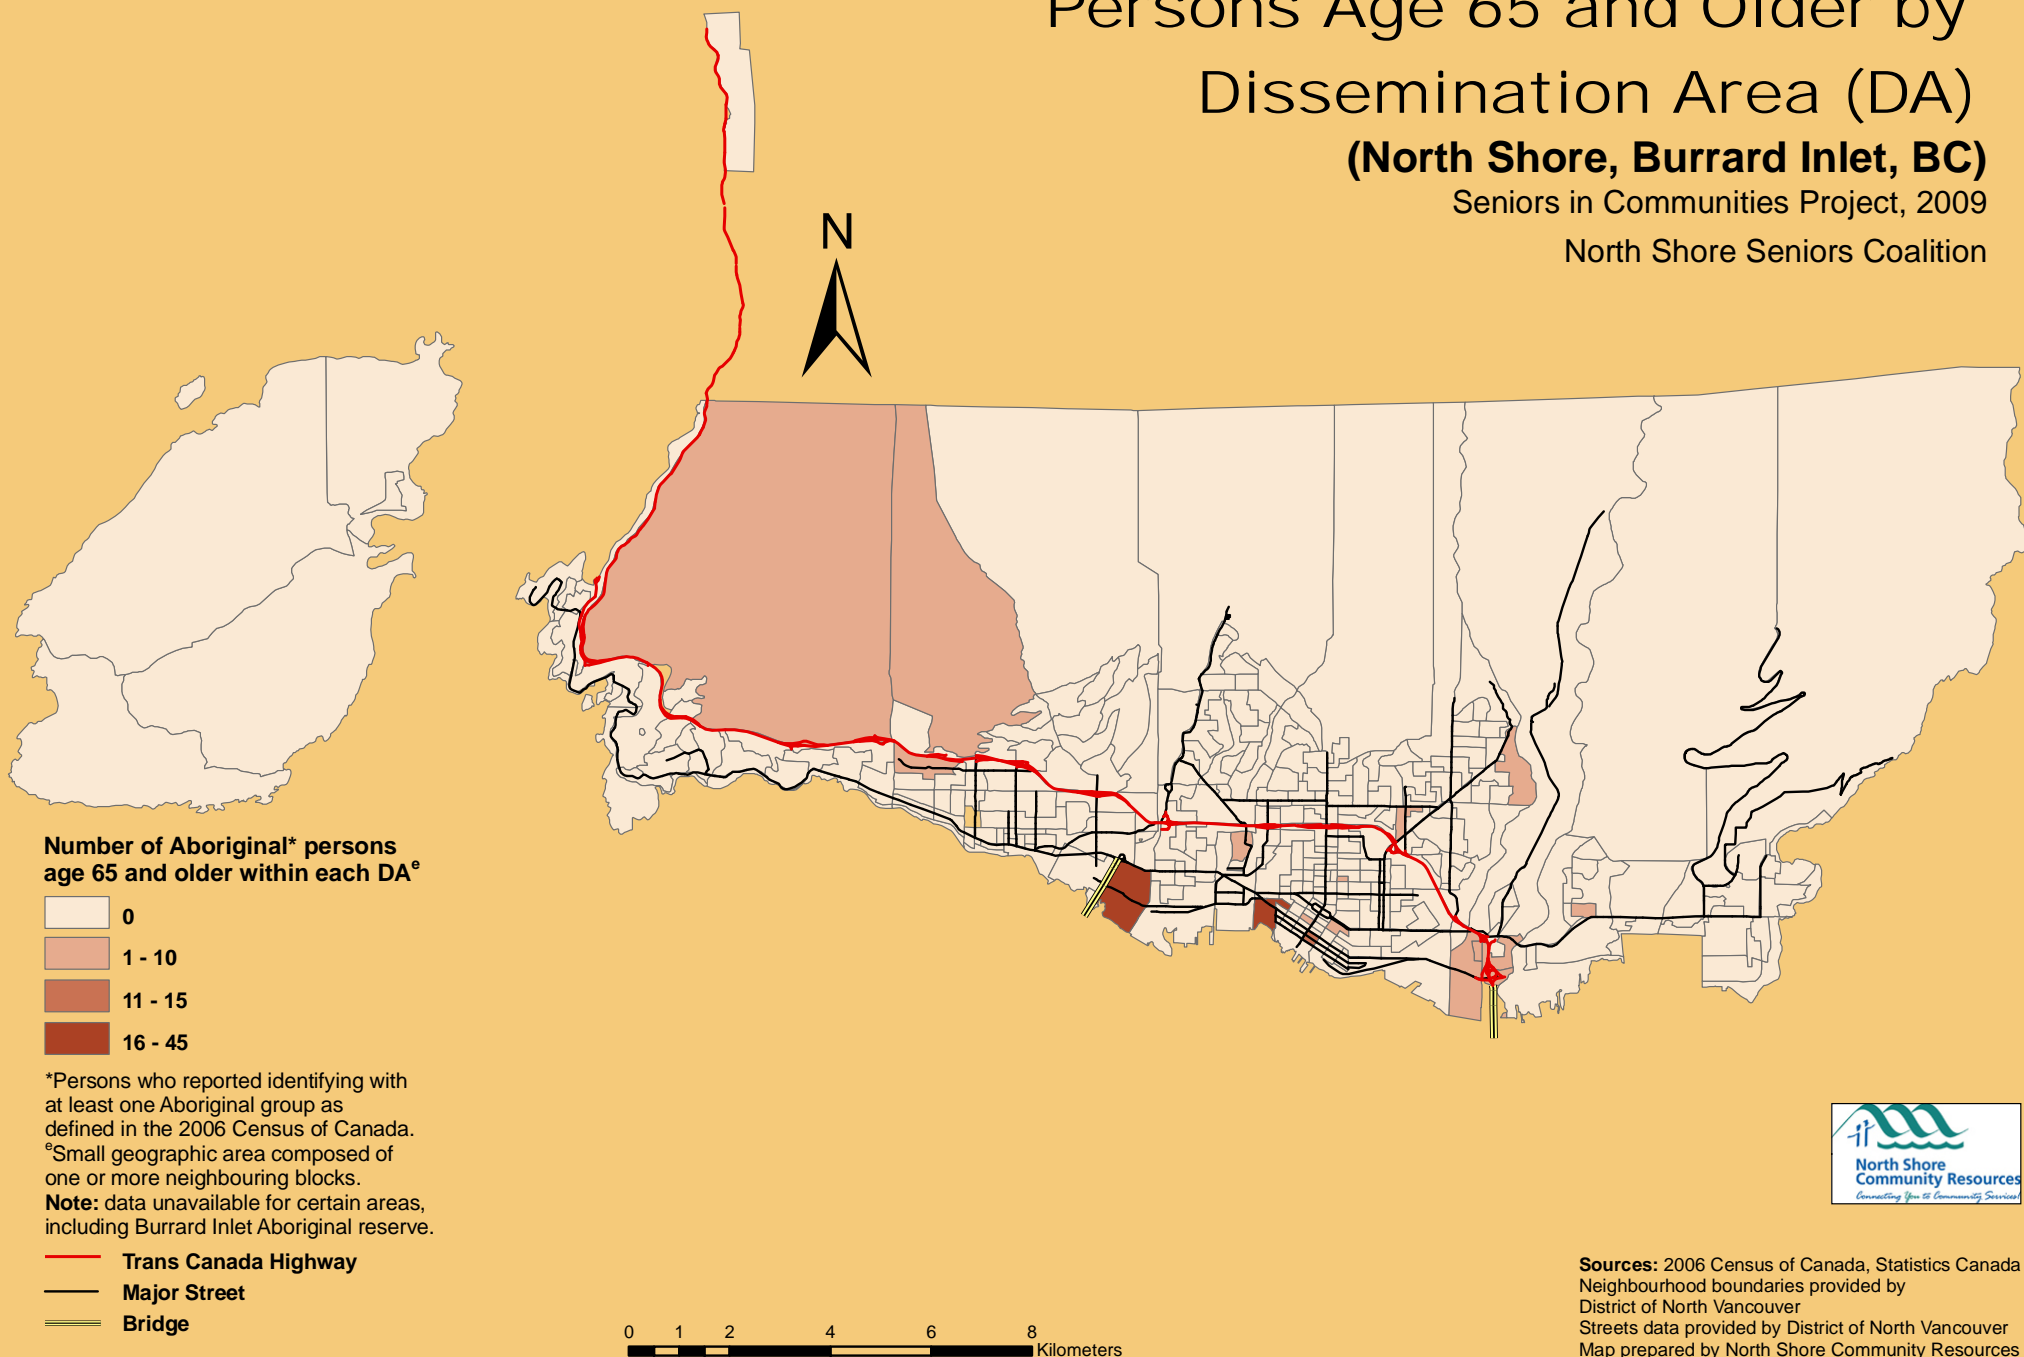 Persons Age 65 and Older by
Dissemination Area (DA)
(North Shore, Burrard Inlet, BC)
Seniors in Communities Project, 2009
North Shore Seniors Coalition
N
Number of Aboriginal* persons
age 65 and older within each DAᵉ
0
1 - 10
11 - 15
16 - 45
*Persons who reported identifying with
at least one Aboriginal group as
defined in the 2006 Census of Canada.
ᵉSmall geographic area composed of
one or more neighbouring blocks.
Note: data unavailable for certain areas,
including Burrard Inlet Aboriginal reserve.
Trans Canada Highway
Major Street
Bridge
0 1 2 4 6 8
Kilometers
North Shore
Community Resources
Connecting You to Community Services!
Sources: 2006 Census of Canada, Statistics Canada
Neighbourhood boundaries provided by
District of North Vancouver
Streets data provided by District of North Vancouver
Map prepared by North Shore Community Resources